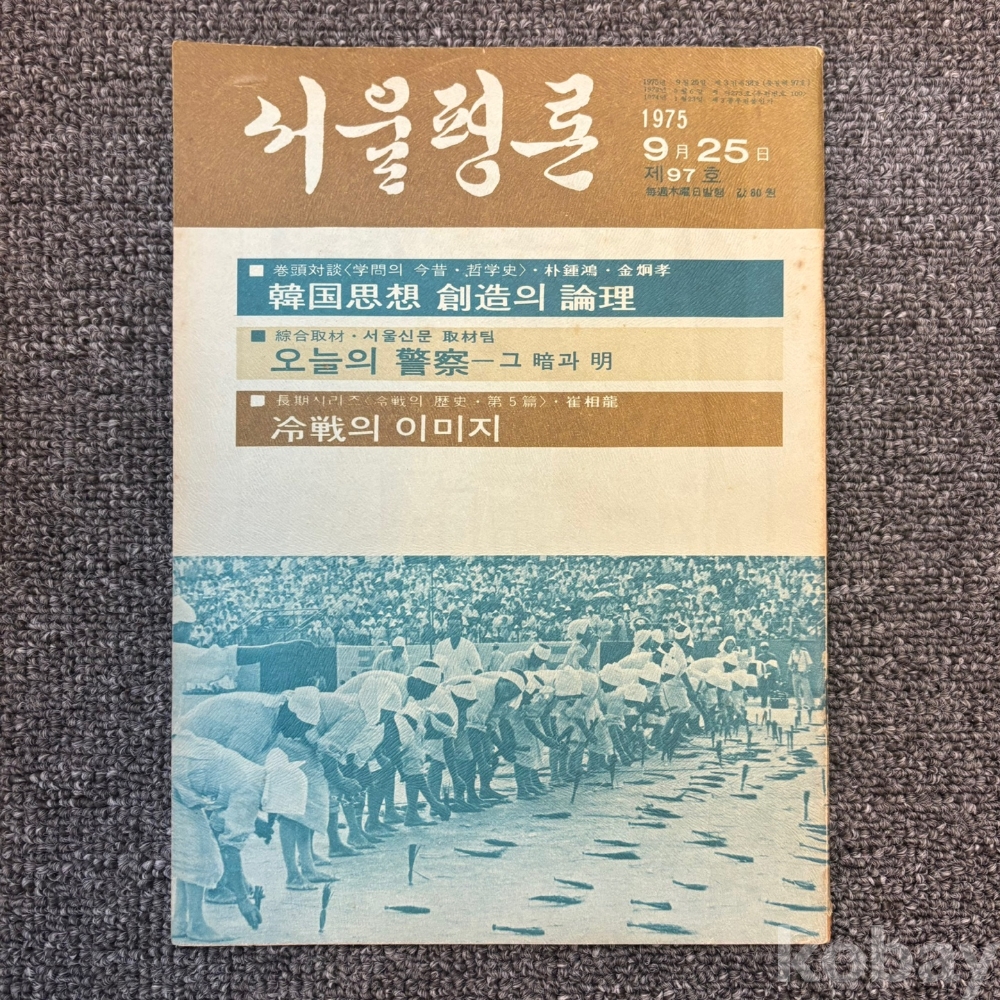 서울평론
1975
9月25日
제97호
每週木曜日발행 값 80원
■ 巻頭対談〈学問의 今昔·哲学史〉·朴鍾鴻·金炯孝
韓国思想 創造의 論理
■ 綜合取材·서울신문 取材팀
오늘의 警察—그 暗과 明
■ 長期시리즈〈冷戦의 歴史·第5篇〉·崔相龍
冷戦의 이미지
kobay